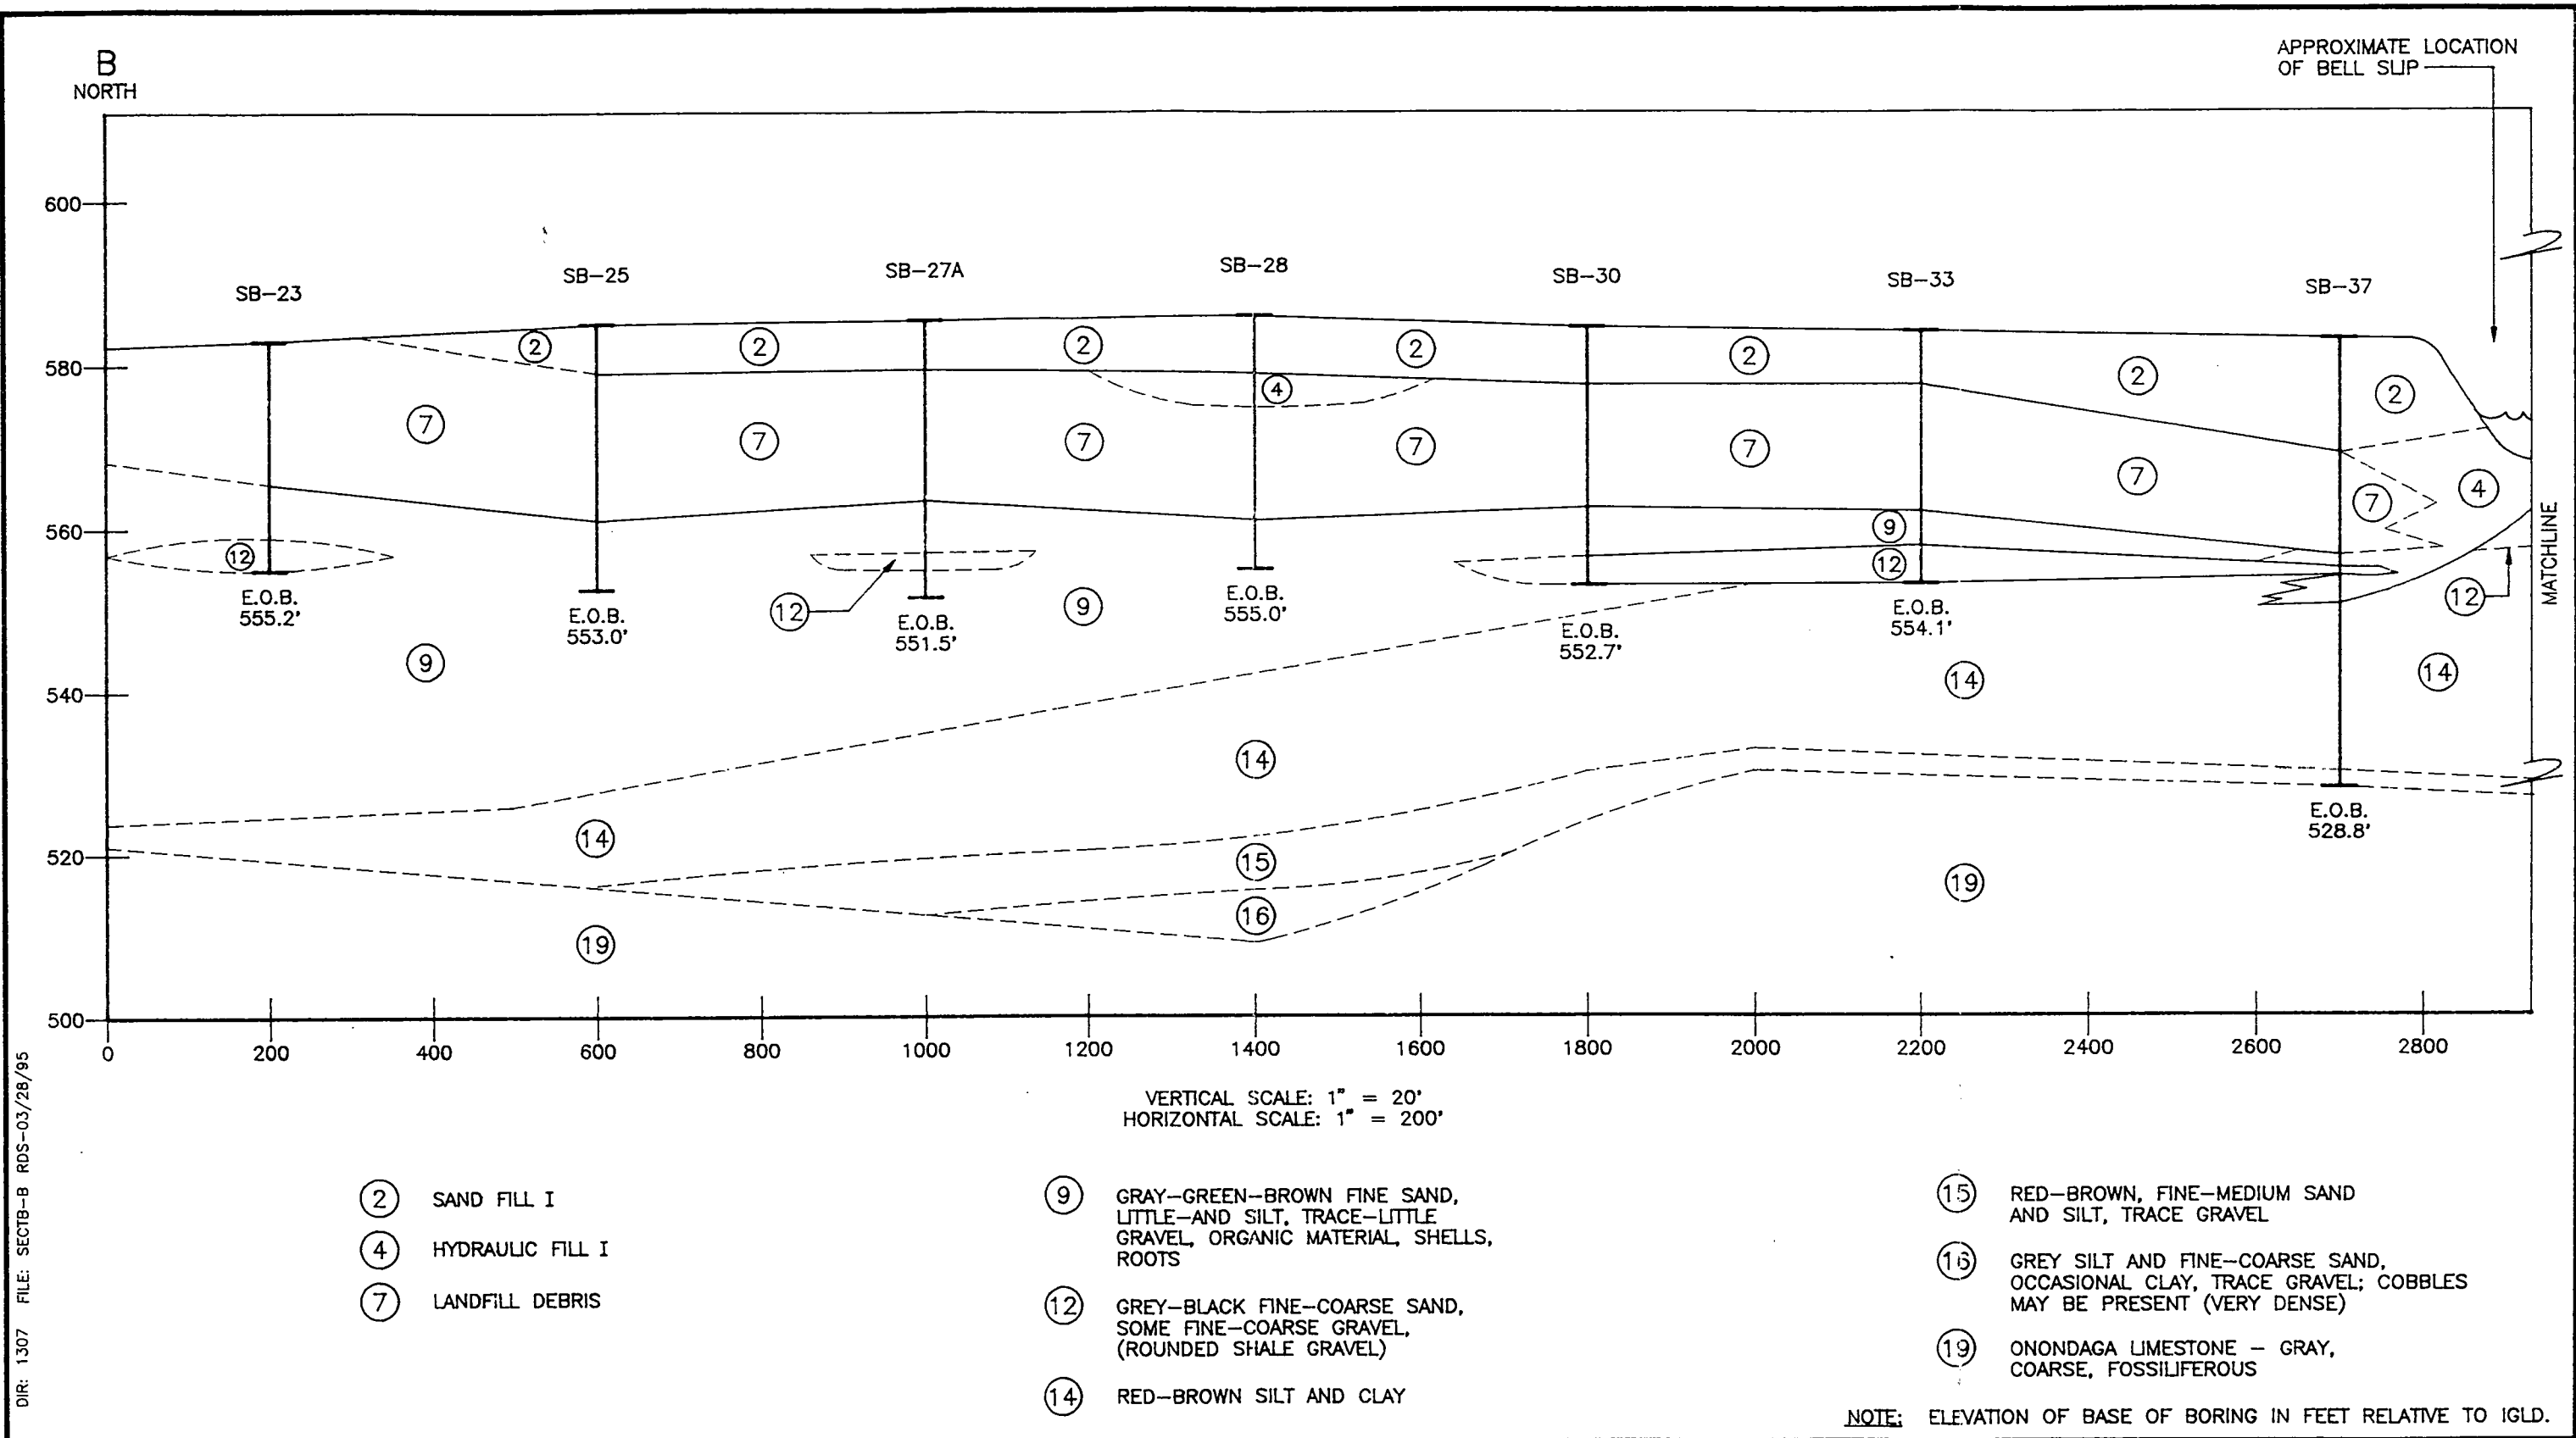 B
NORTH
APPROXIMATE LOCATION
OF BELL SLIP
600
580
560
540
520
500
SB-23
SB-25
SB-27A
SB-28
SB-30
SB-33
SB-37
2
2
2
2
2
2
2
4
7
7
7
7
7
7
7
4
9
12
12
12
12
9
9
E.O.B.
555.2'
E.O.B.
553.0'
E.O.B.
551.5'
E.O.B.
555.0'
E.O.B.
552.7'
E.O.B.
554.1'
E.O.B.
528.8'
14
14
14
14
15
16
19
19
MATCHLINE
0
200
400
600
800
1000
1200
1400
1600
1800
2000
2200
2400
2600
2800
VERTICAL SCALE: 1" = 20'
HORIZONTAL SCALE: 1" = 200'
2 SAND FILL I
4 HYDRAULIC FILL I
7 LANDFILL DEBRIS
9 GRAY-GREEN-BROWN FINE SAND,
LITTLE-AND SILT, TRACE-LITTLE
GRAVEL, ORGANIC MATERIAL, SHELLS,
ROOTS
12 GREY-BLACK FINE-COARSE SAND,
SOME FINE-COARSE GRAVEL,
(ROUNDED SHALE GRAVEL)
14 RED-BROWN SILT AND CLAY
15 RED-BROWN, FINE-MEDIUM SAND
AND SILT, TRACE GRAVEL
16 GREY SILT AND FINE-COARSE SAND,
OCCASIONAL CLAY, TRACE GRAVEL; COBBLES
MAY BE PRESENT (VERY DENSE)
19 ONONDAGA LIMESTONE - GRAY,
COARSE, FOSSILIFEROUS
NOTE: ELEVATION OF BASE OF BORING IN FEET RELATIVE TO IGLD.
DIR: 1307 FILE: SECTB-B RDS-03/28/95